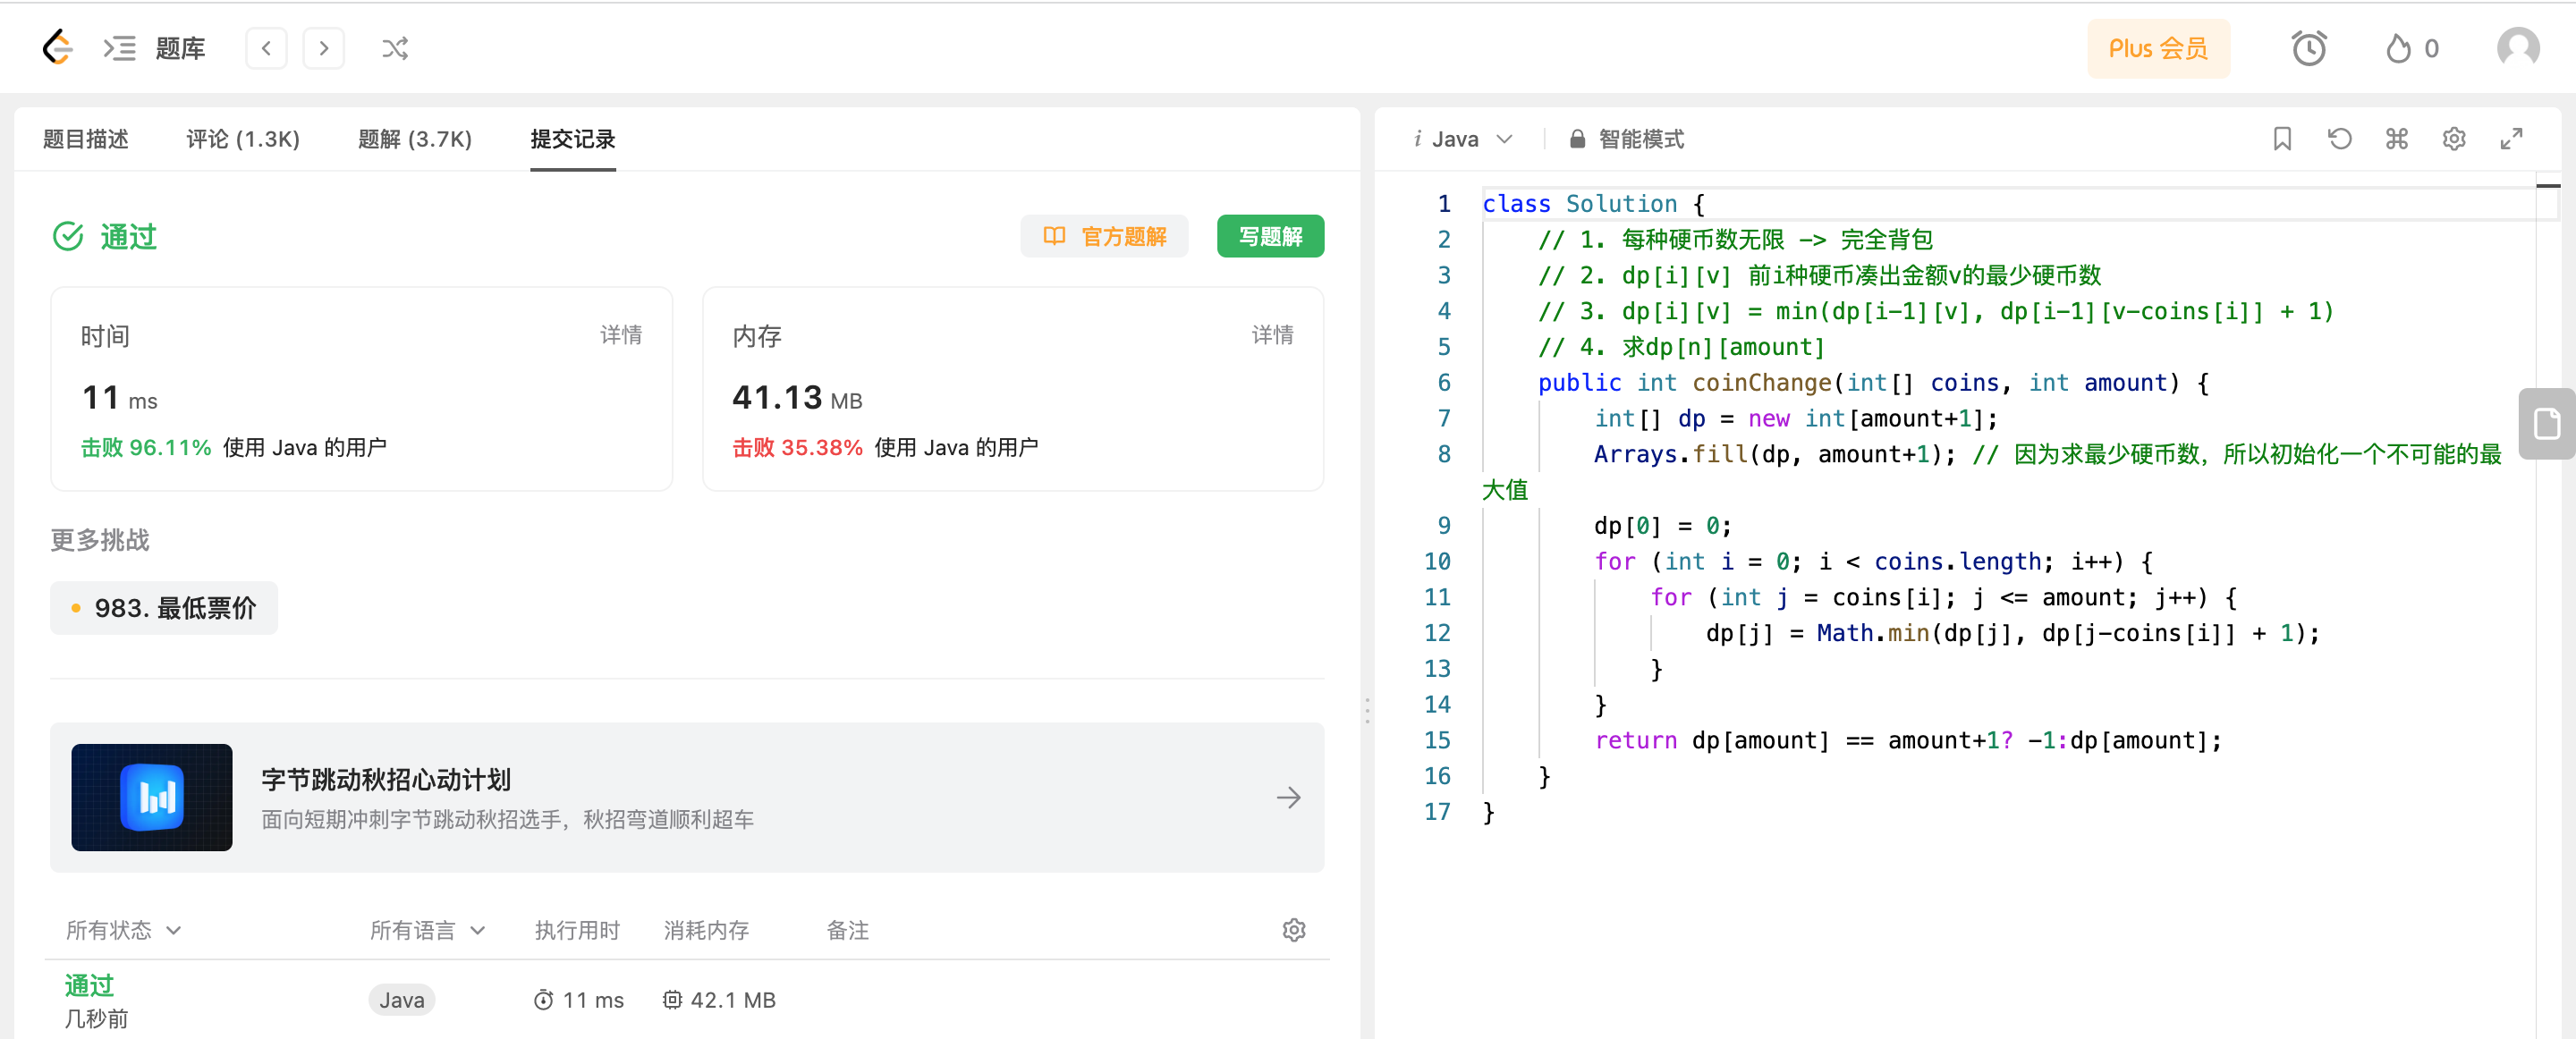 题库
Plus 会员
0
题目描述
评论 (1.3K)
题解 (3.7K)
提交记录
通过
官方题解
写题解
时间
详情
11 ms
击败 96.11% 使用 Java 的用户
内存
详情
41.13 MB
击败 35.38% 使用 Java 的用户
更多挑战
983. 最低票价
字节跳动秋招心动计划
面向短期冲刺字节跳动秋招选手，秋招弯道顺利超车
所有状态
所有语言
执行用时
消耗内存
备注
通过
几秒前
Java
11 ms
42.1 MB
i Java
智能模式
1 class Solution {
2 // 1. 每种硬币数无限 -> 完全背包
3 // 2. dp[i][v] 前i种硬币凑出金额v的最少硬币数
4 // 3. dp[i][v] = min(dp[i-1][v], dp[i-1][v-coins[i]] + 1)
5 // 4. 求dp[n][amount]
6 public int coinChange(int[] coins, int amount) {
7 int[] dp = new int[amount+1];
8 Arrays.fill(dp, amount+1); // 因为求最少硬币数，所以初始化一个不可能的最
大值
9 dp[0] = 0;
10 for (int i = 0; i < coins.length; i++) {
11 for (int j = coins[i]; j <= amount; j++) {
12 dp[j] = Math.min(dp[j], dp[j-coins[i]] + 1);
13 }
14 }
15 return dp[amount] == amount+1? -1:dp[amount];
16 }
17 }